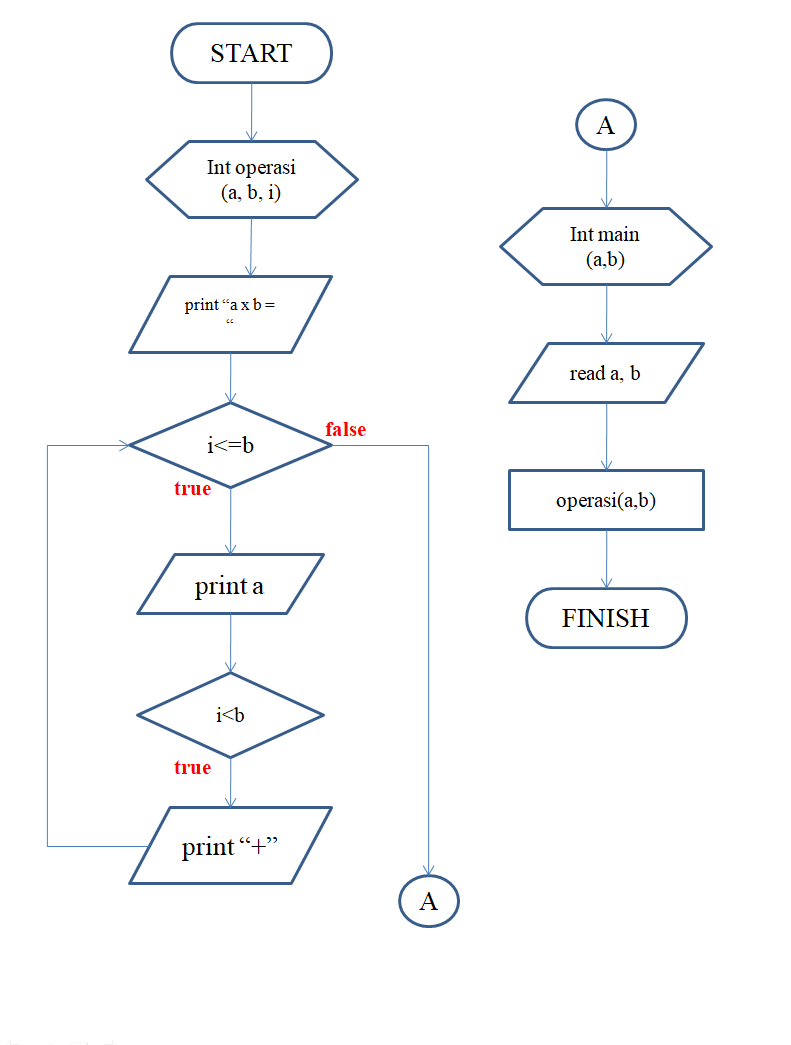 START
Int operasi
(a, b, i)
print “a x b =
“
i<=b
false
true
print a
i<b
true
print “+”
A
A
Int main
(a,b)
read a, b
operasi(a,b)
FINISH